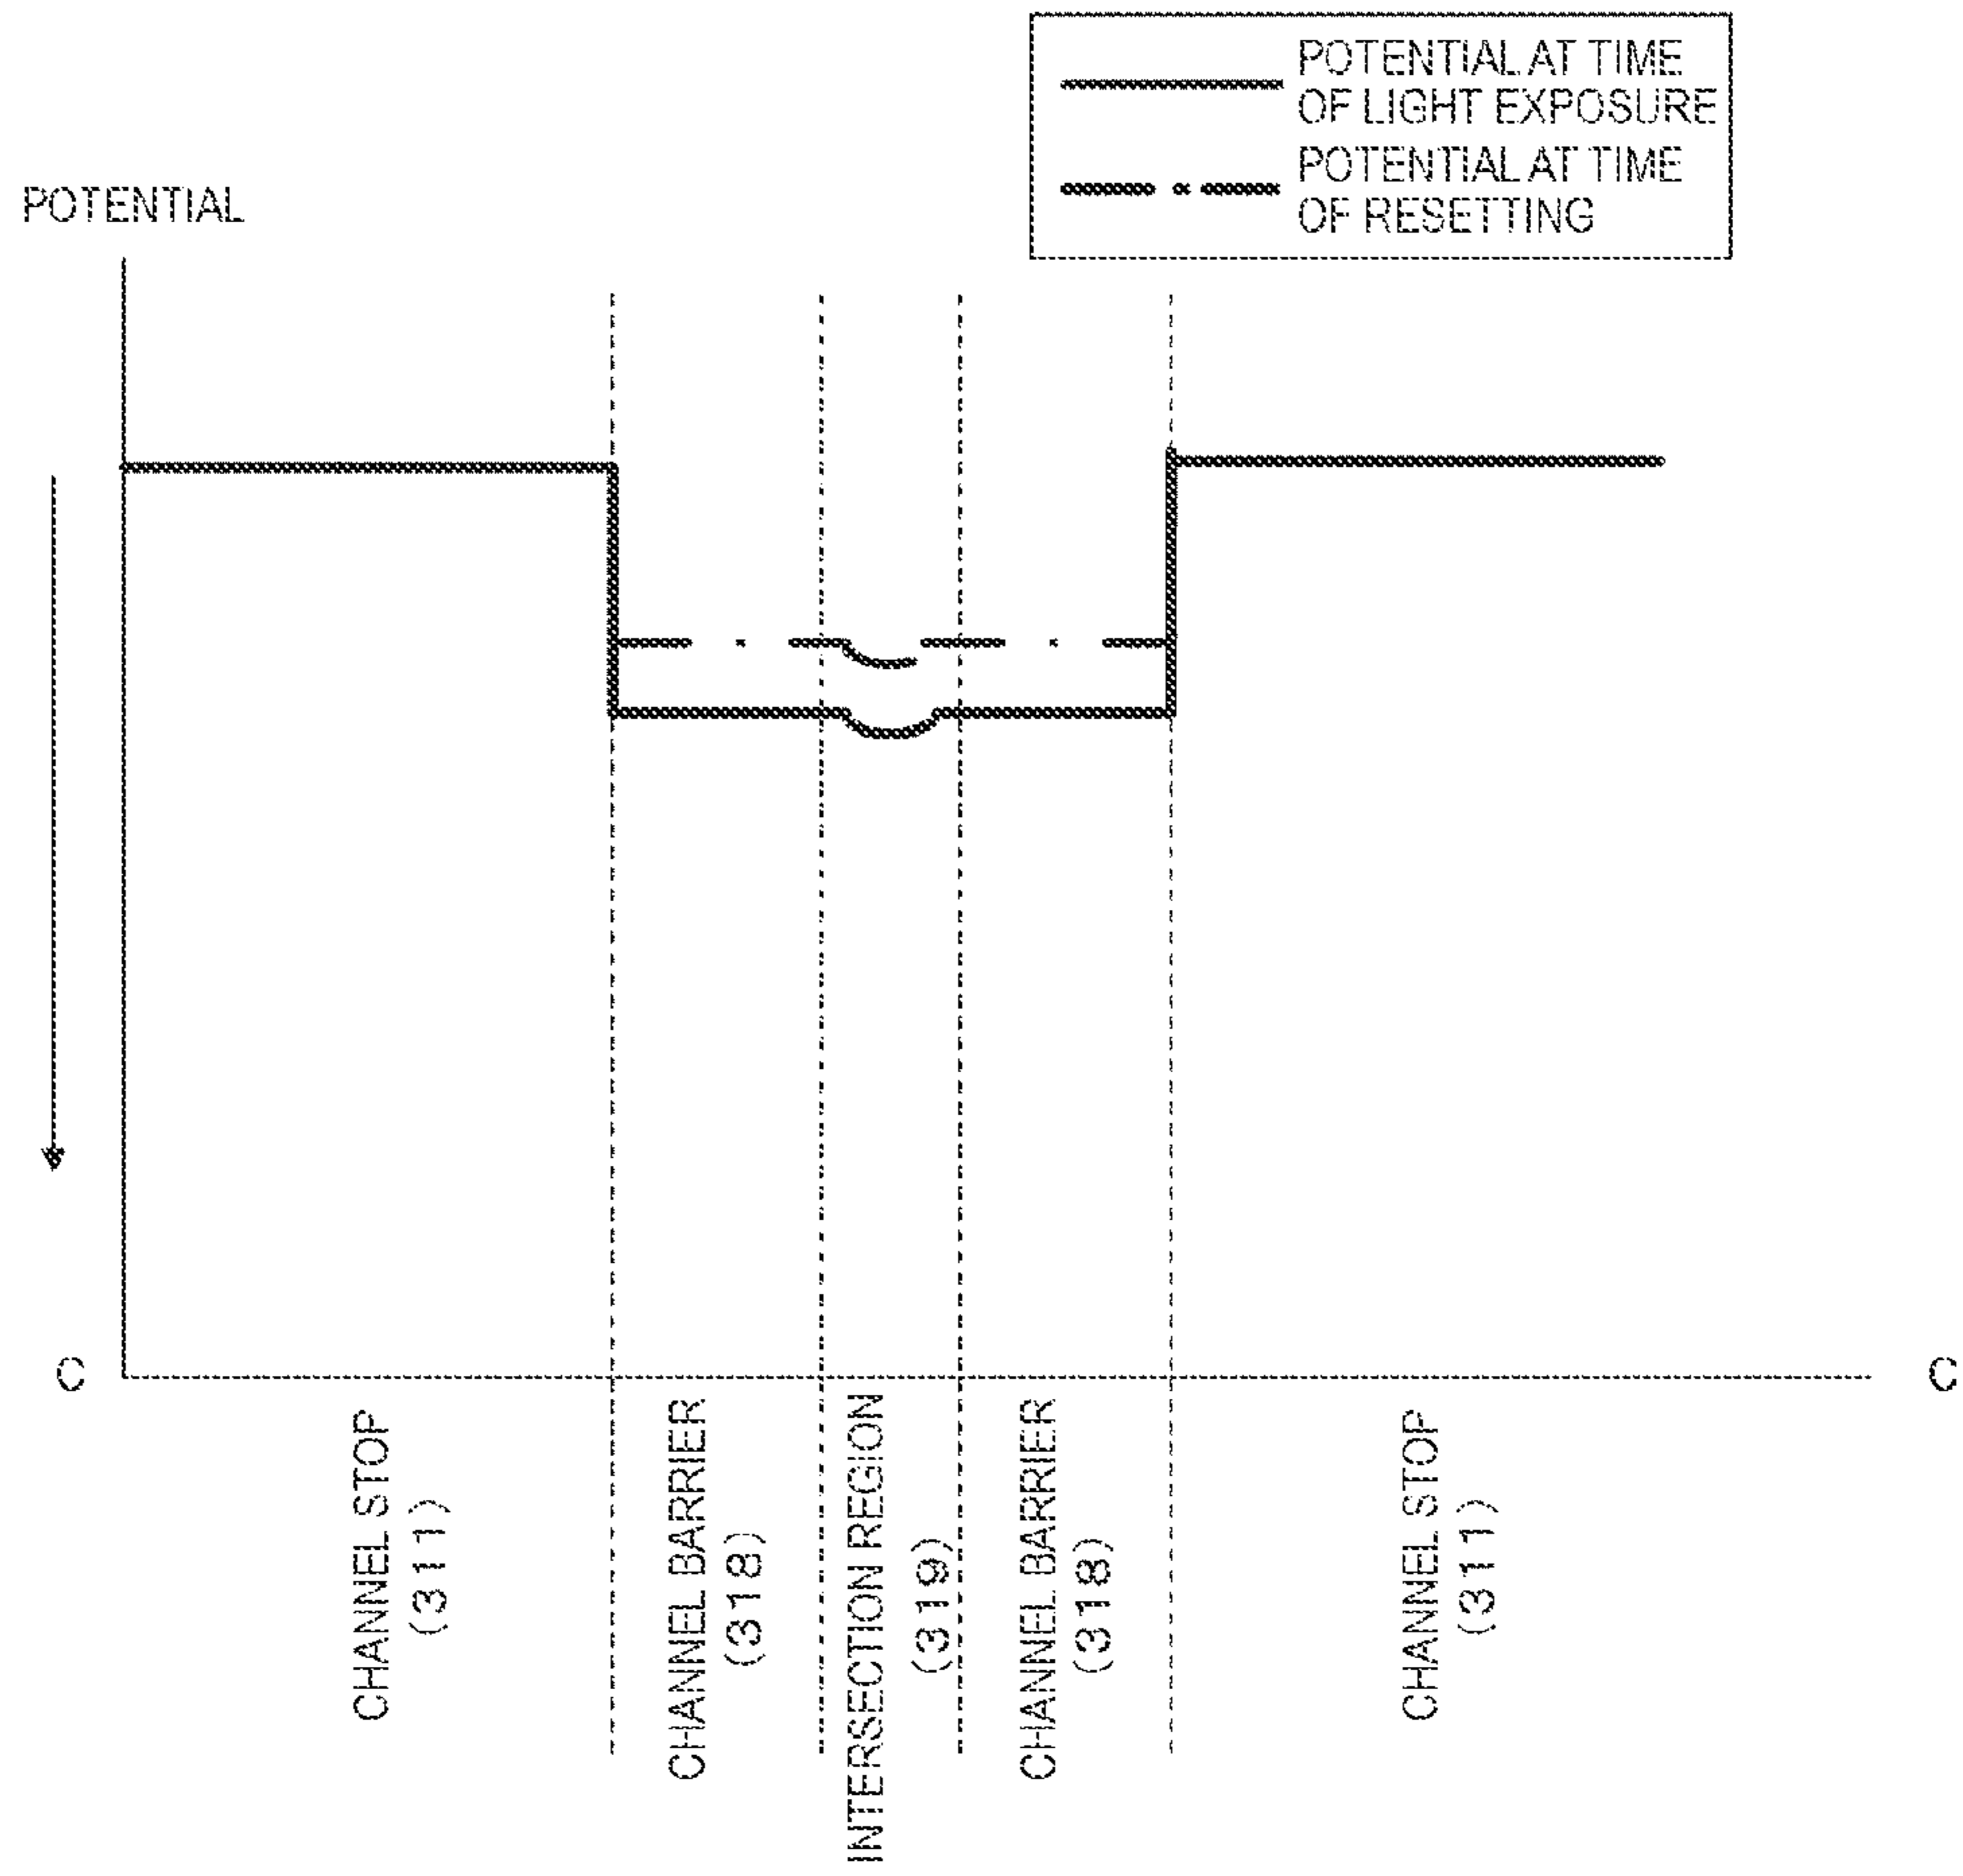 POTENTIAL AT TIME
OF LIGHT EXPOSURE
POTENTIAL AT TIME
OF RESETTING
POTENTIAL
C
C
CHANNEL STOP
(311)
CHANNEL BARRIER
(318)
INTERSECTION REGION
(319)
CHANNEL BARRIER
(318)
CHANNEL STOP
(311)